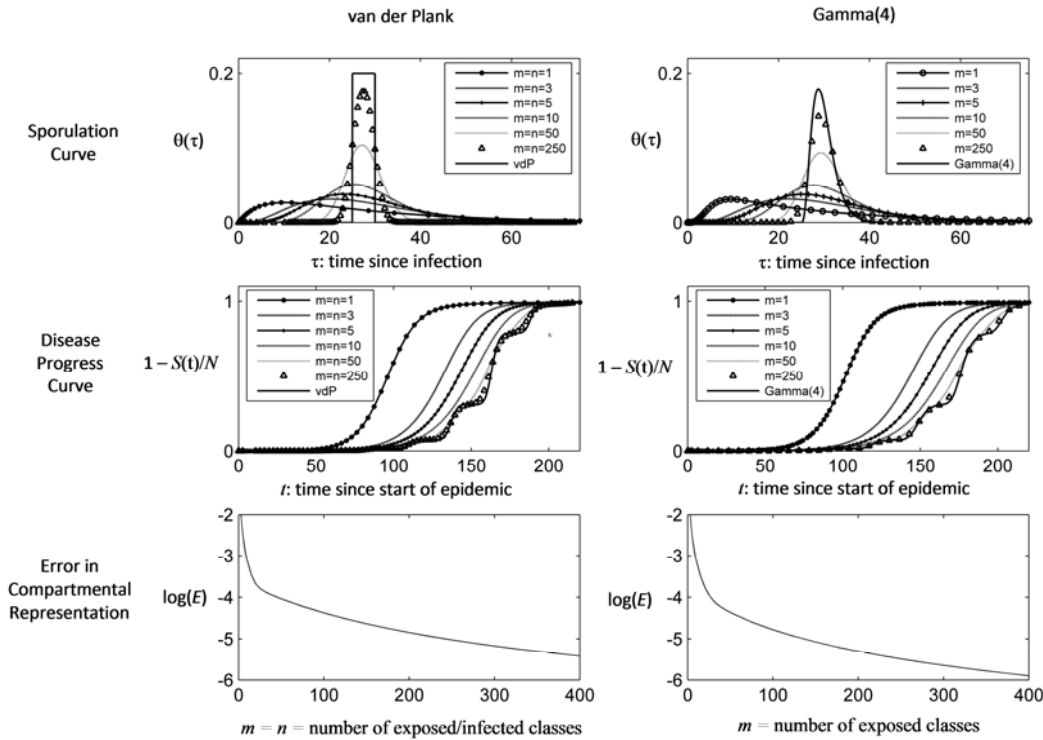 van der Plank
Gamma(4)
Sporulation
Curve
θ(τ)
0.2
0
m=n=1
m=n=3
m=n=5
m=n=10
m=n=50
m=n=250
vdP
0
20
40
60
τ: time since infection
θ(τ)
0.2
0
m=1
m=3
m=5
m=10
m=50
m=250
Gamma(4)
0
20
40
60
τ: time since infection
Disease
Progress
Curve
1 – S(t)/N
1
0
m=n=1
m=n=3
m=n=5
m=n=10
m=n=50
m=n=250
vdP
0
50
100
150
200
t: time since start of epidemic
1 – S(t)/N
1
0
m=1
m=3
m=5
m=10
m=50
m=250
Gamma(4)
0
50
100
150
200
t: time since start of epidemic
Error in
Compartmental
Representation
log(E)
-2
-3
-4
-5
-6
0
100
200
300
400
m = n = number of exposed/infected classes
log(E)
-2
-3
-4
-5
-6
0
100
200
300
400
m = number of exposed classes